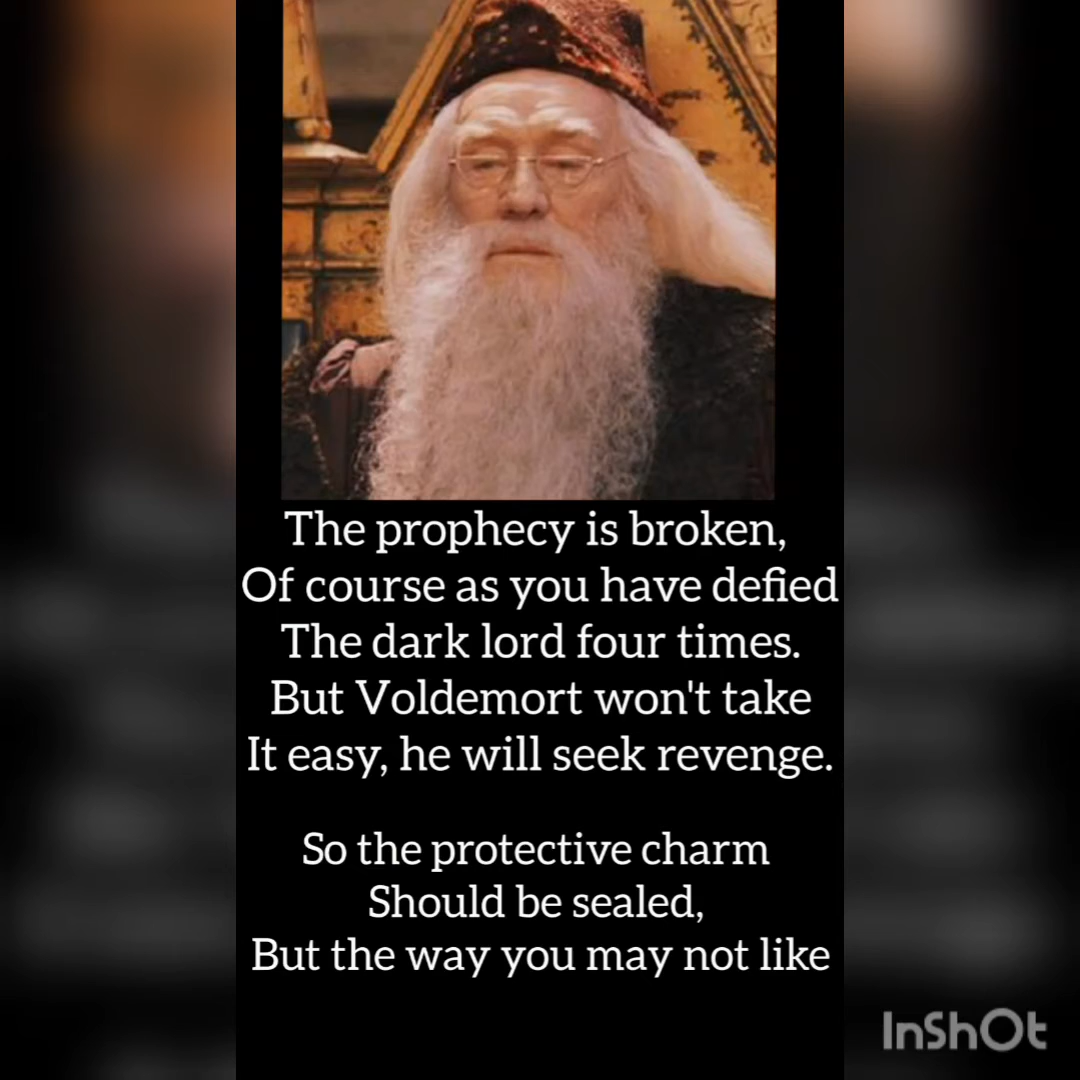 The prophecy is broken,
Of course as you have defied
The dark lord four times.
But Voldemort won't take
It easy, he will seek revenge.
So the protective charm
Should be sealed,
But the way you may not like
InShOt